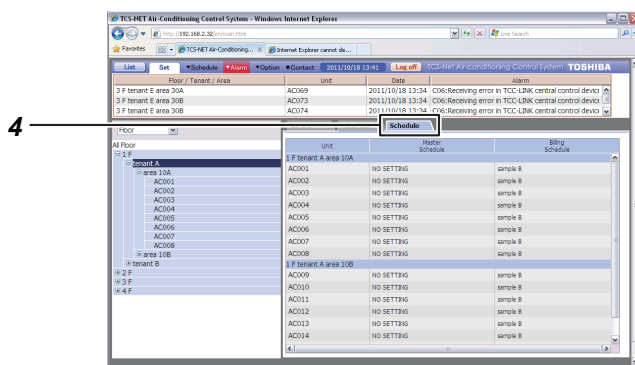 TCS-NET Air-Conditioning Control System - Windows Internet Explorer
http://192.168.2.32/en/main.html
Live Search
Favorites TCS-NET Air-Conditioning... X Internet Explorer cannot dis...
List Set ▼Schedule ▼Alarm ▼Option ■Contact 2011/10/18 13:41 Log off TCS-Net Air-conditioning Control System TOSHIBA
Floor / Tenant / Area Unit Date Alarm
3 F tenant E area 30A AC069 2011/10/18 13:34 C06:Receiving error in TCC-LINK central control device
3 F tenant E area 30B AC073 2011/10/18 13:34 C06:Receiving error in TCC-LINK central control device
3 F tenant E area 30B AC074 2011/10/18 13:34 C06:Receiving error in TCC-LINK central control device
4
Floor Schedule
All Floor
Unit Master Schedule Billing Schedule
1 F
tenant A
area 10A
AC001
AC002
AC003
AC004
AC005
AC006
AC007
AC008
area 10B
tenant B
2 F
3 F
4 F
1 F tenant A area 10A
AC001 NO SETTING sample B
AC002 NO SETTING sample B
AC003 NO SETTING sample B
AC004 NO SETTING sample B
AC005 NO SETTING sample B
AC006 NO SETTING sample B
AC007 NO SETTING sample B
AC008 NO SETTING sample B
1 F tenant A area 10B
AC009 NO SETTING sample B
AC010 NO SETTING sample B
AC011 NO SETTING sample B
AC012 NO SETTING sample B
AC013 NO SETTING sample B
AC014 NO SETTING sample B